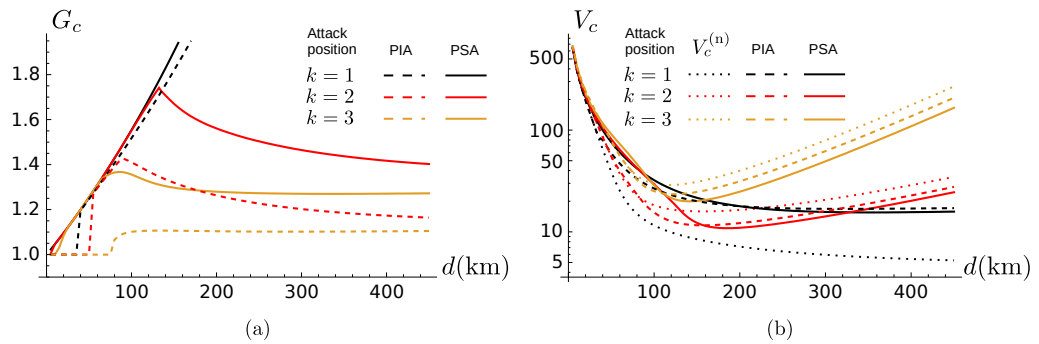 G_c
Attack position PIA PSA
k = 1
k = 2
k = 3
1.8
1.6
1.4
1.2
1.0
100 200 300 400
d(km)
(a)
V_c
Attack position V_c^{(n)} PIA PSA
k = 1
k = 2
k = 3
500
100
50
10
5
100 200 300 400
d(km)
(b)